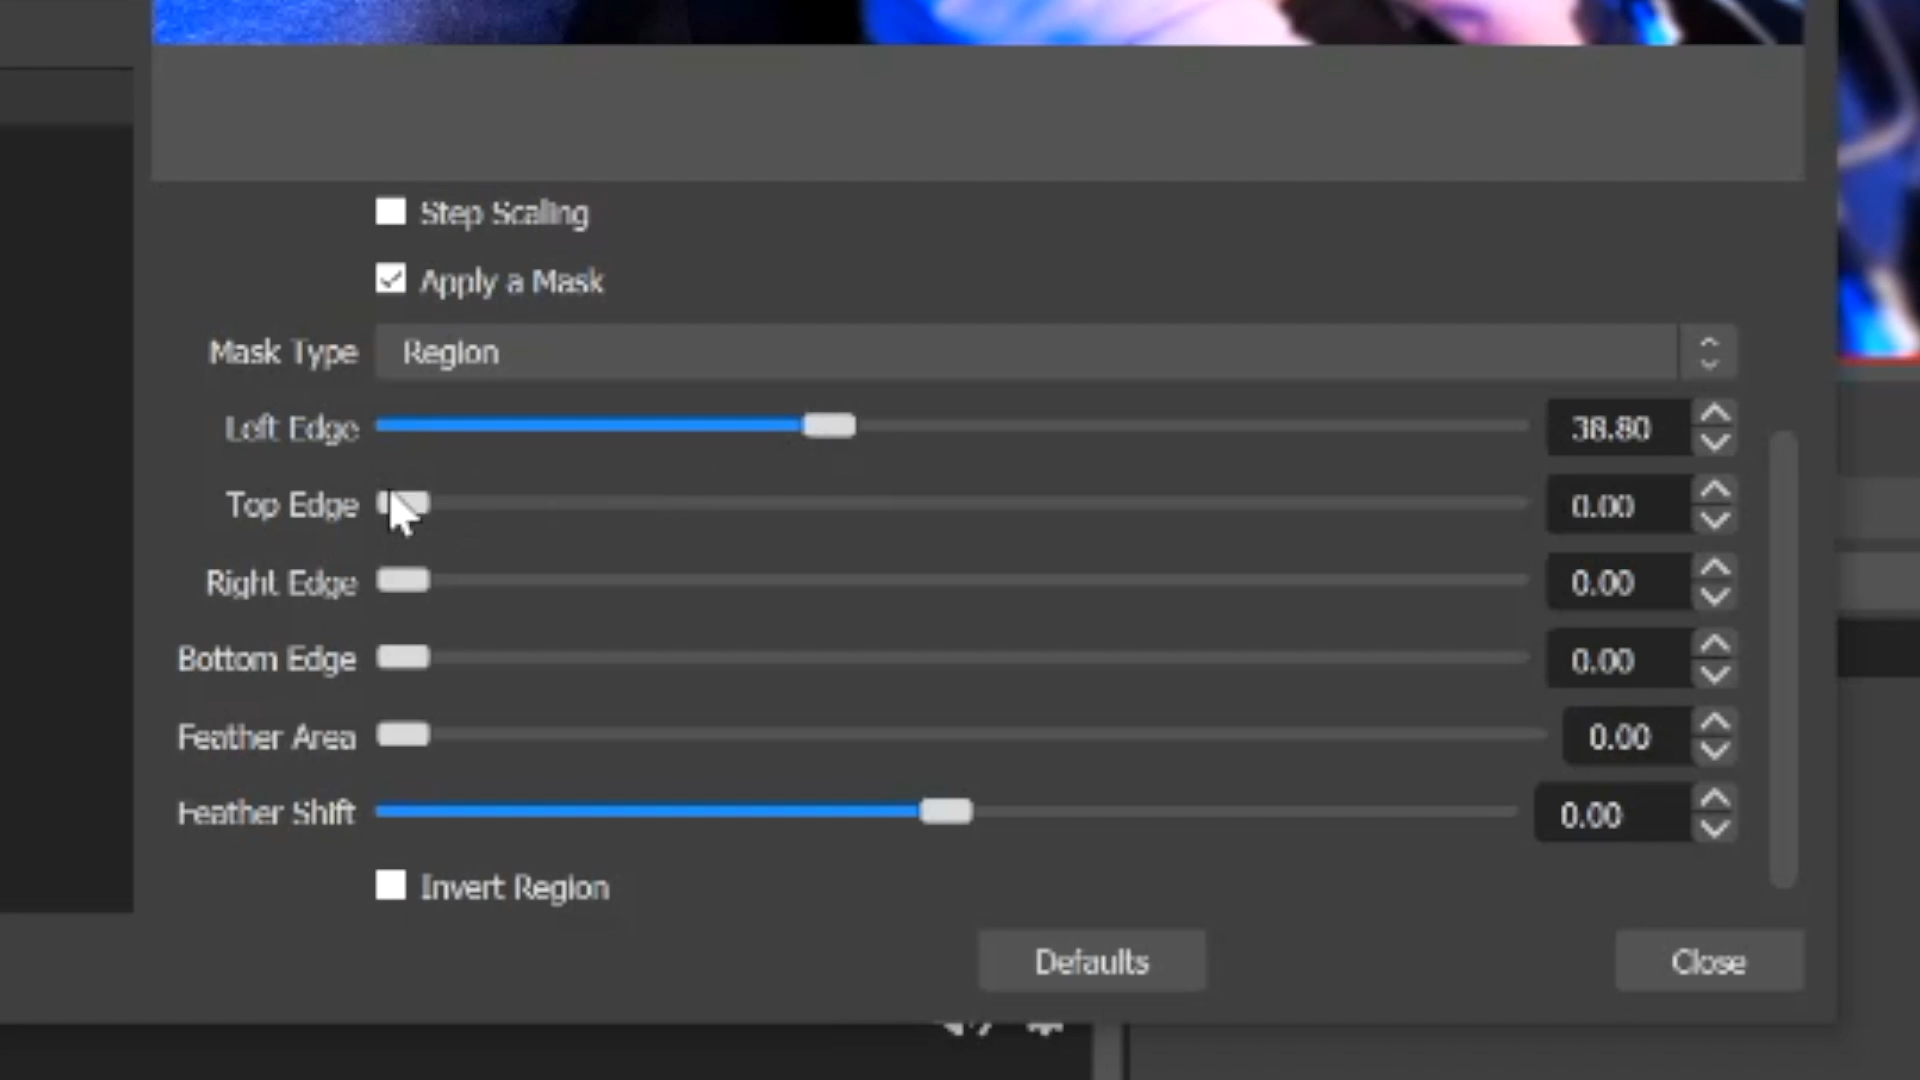 Step Scaling
Apply a Mask
Mask Type Region
Left Edge 38.80
Top Edge 0.00
Right Edge 0.00
Bottom Edge 0.00
Feather Area 0.00
Feather Shift 0.00
Invert Region
Defaults Close